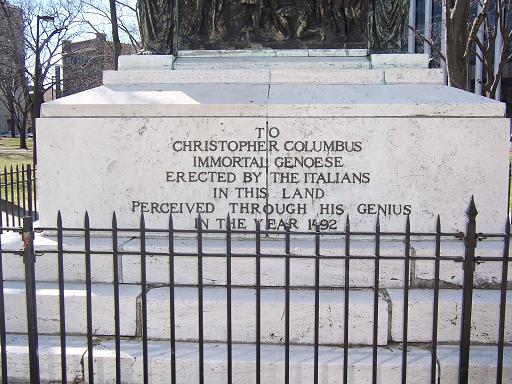 TO
CHRISTOPHER COLUMBUS
IMMORTAL GENOESE
ERECTED BY THE ITALIANS
IN THIS LAND
PERCEIVED THROUGH HIS GENIUS
IN THE YEAR 1492